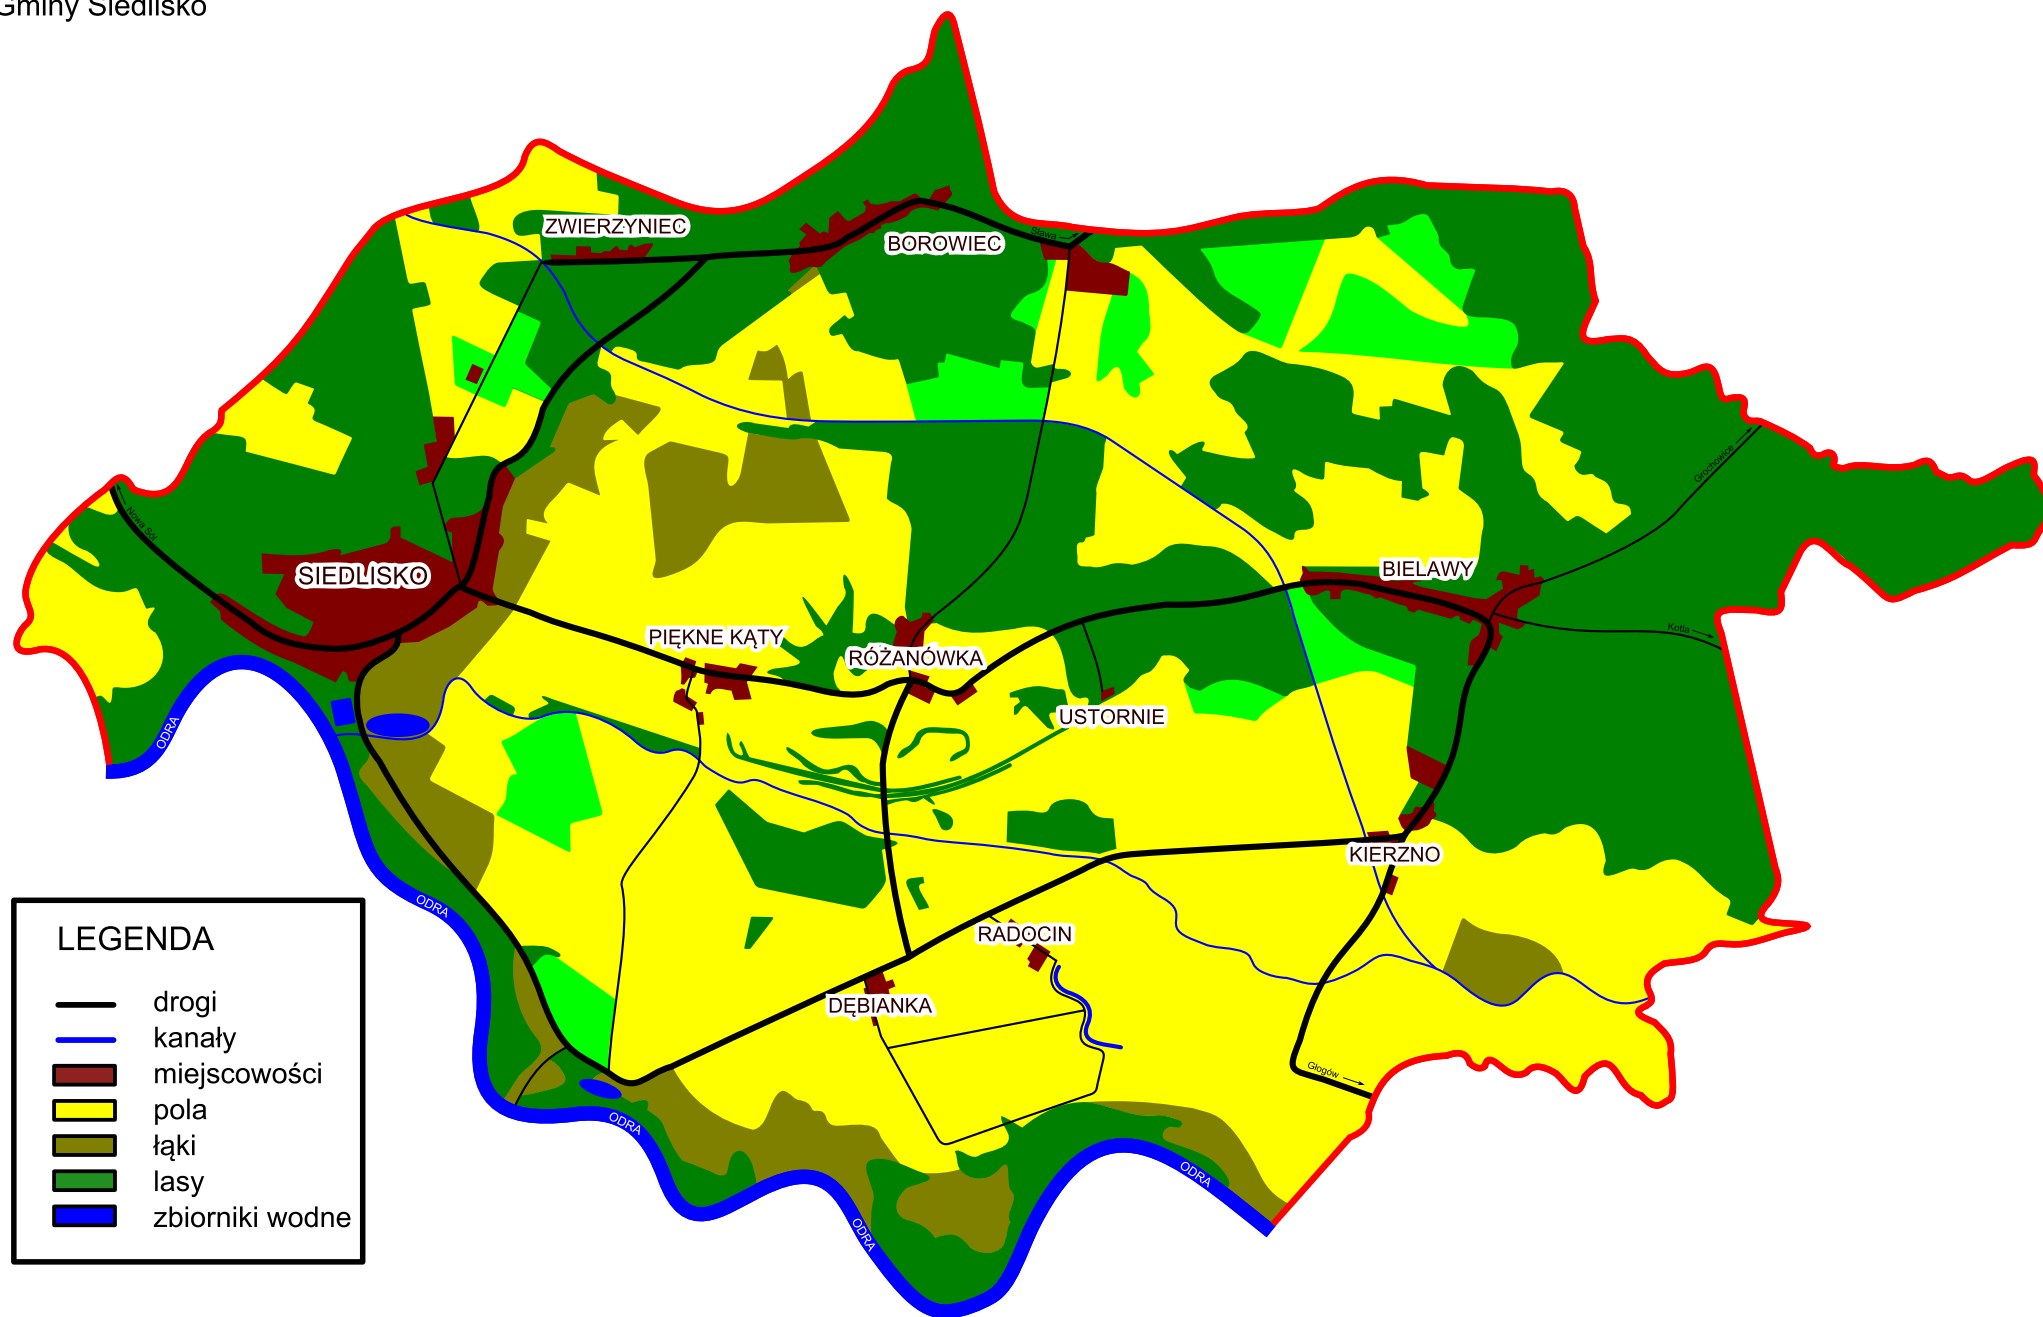 Gminy Siedlisko
ZWIERZYNIEC
BOROWIEC
Sława
Grochowice
Nowa Sól
SIEDLISKO
BIELAWY
Kotla
PIĘKNE KĄTY
RÓŻANÓWKA
USTORNIE
ODRA
KIERZNO
ODRA
RADOCIN
DĘBIANKA
Głogów
ODRA
ODRA
ODRA
LEGENDA
drogi
kanały
miejscowości
pola
łąki
lasy
zbiorniki wodne